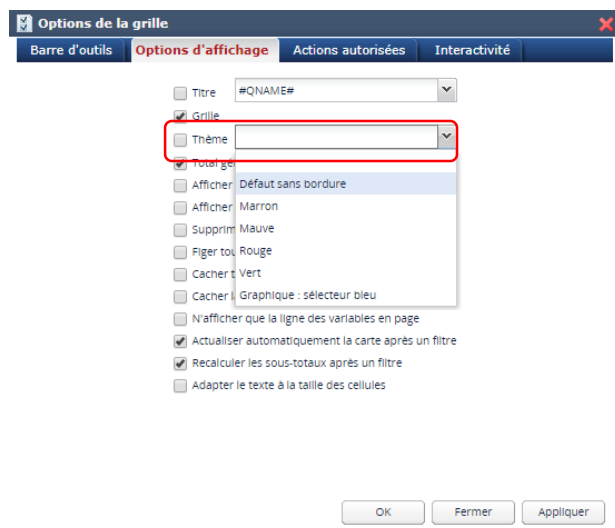 Options de la grille
Barre d'outils Options d'affichage Actions autorisées Interactivité
Titre #QNAME#
Grille
Thème
Total gé
Afficher Défaut sans bordure
Afficher Marron
Supprim Mauve
Figer tou Rouge
Cacher t Vert
Cacher l Graphique : sélecteur bleu
N'afficher que la ligne des variables en page
Actualiser automatiquement la carte après un filtre
Recalculer les sous-totaux après un filtre
Adapter le texte à la taille des cellules
OK Fermer Appliquer